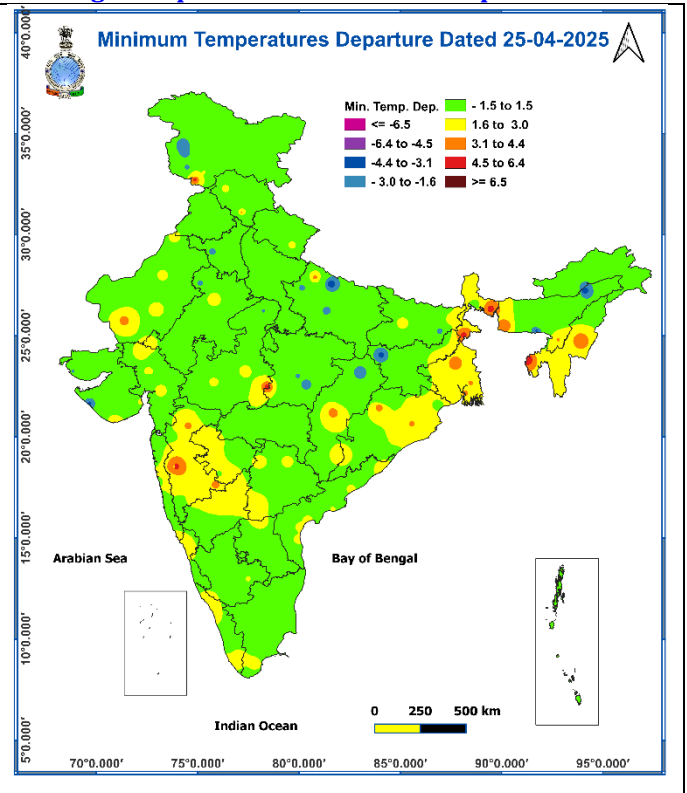 Minimum Temperatures Departure Dated 25-04-2025
Min. Temp. Dep.
<= -6.5
-6.4 to -4.5
-4.4 to -3.1
- 3.0 to -1.6
- 1.5 to 1.5
1.6 to 3.0
3.1 to 4.4
4.5 to 6.4
>= 6.5
40°0.000'
35°0.000'
30°0.000'
25°0.000'
20°0.000'
15°0.000'
10°0.000'
5°0.000'
Arabian Sea
Bay of Bengal
Indian Ocean
0 250 500 km
70°0.000' 75°0.000' 80°0.000' 85°0.000' 90°0.000' 95°0.000'